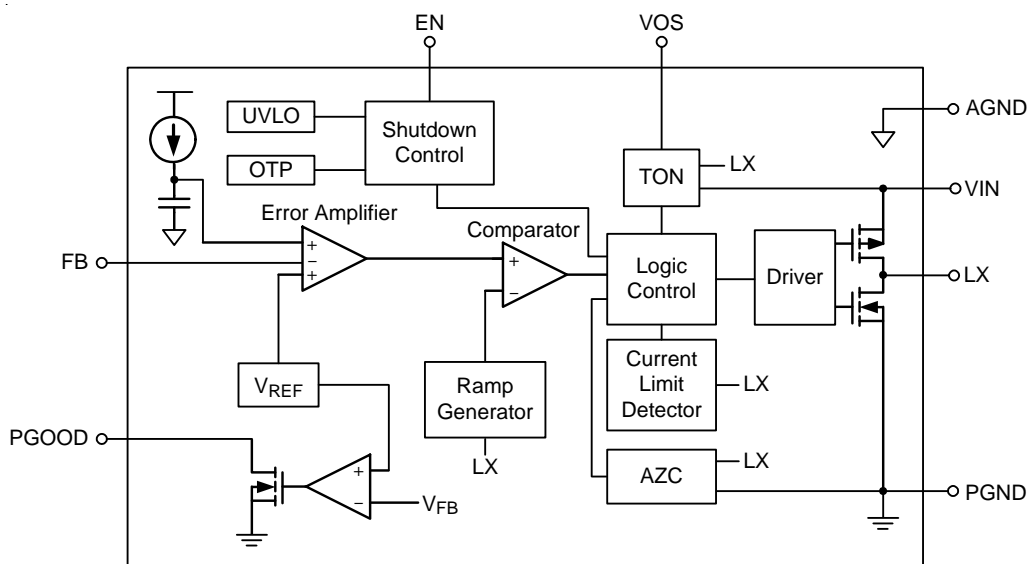 EN
VOS
AGND
UVLO
Shutdown
Control
OTP
TON
LX
VIN
Error Amplifier
Comparator
+
−
+
FB
+
−
Logic
Control
Driver
LX
VREF
Ramp
Generator
Current
Limit
Detector
LX
PGOOD
LX
AZC
LX
+
−
VFB
PGND